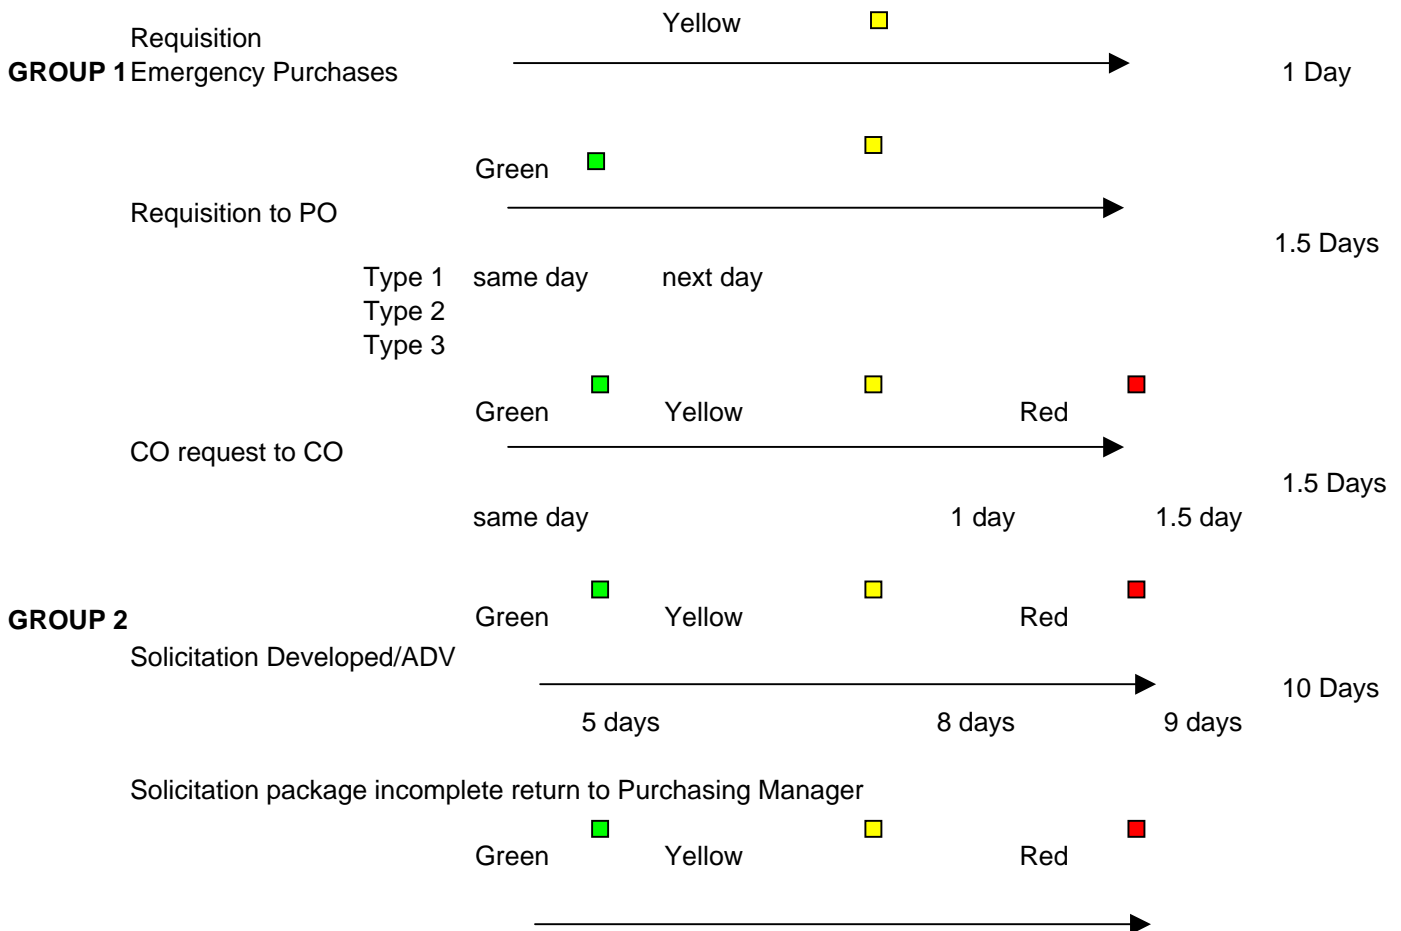 Yellow
Requisition
GROUP 1 Emergency Purchases 1 Day
Green
Requisition to PO
1.5 Days
Type 1 same day next day
Type 2
Type 3
Green Yellow Red
CO request to CO
1.5 Days
same day 1 day 1.5 day
GROUP 2 Green Yellow Red
Solicitation Developed/ADV
10 Days
5 days 8 days 9 days
Solicitation package incomplete return to Purchasing Manager
Green Yellow Red